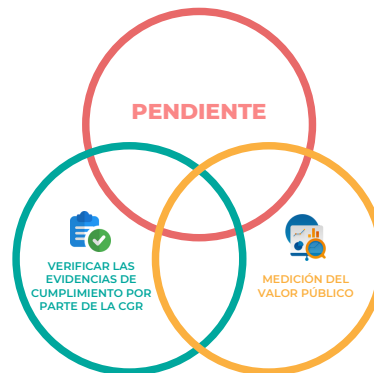 PENDIENTE
VERIFICAR LAS
EVIDENCIAS DE
CUMPLIMIENTO POR
PARTE DE LA CGR
MEDICIÓN DEL
VALOR PÚBLICO